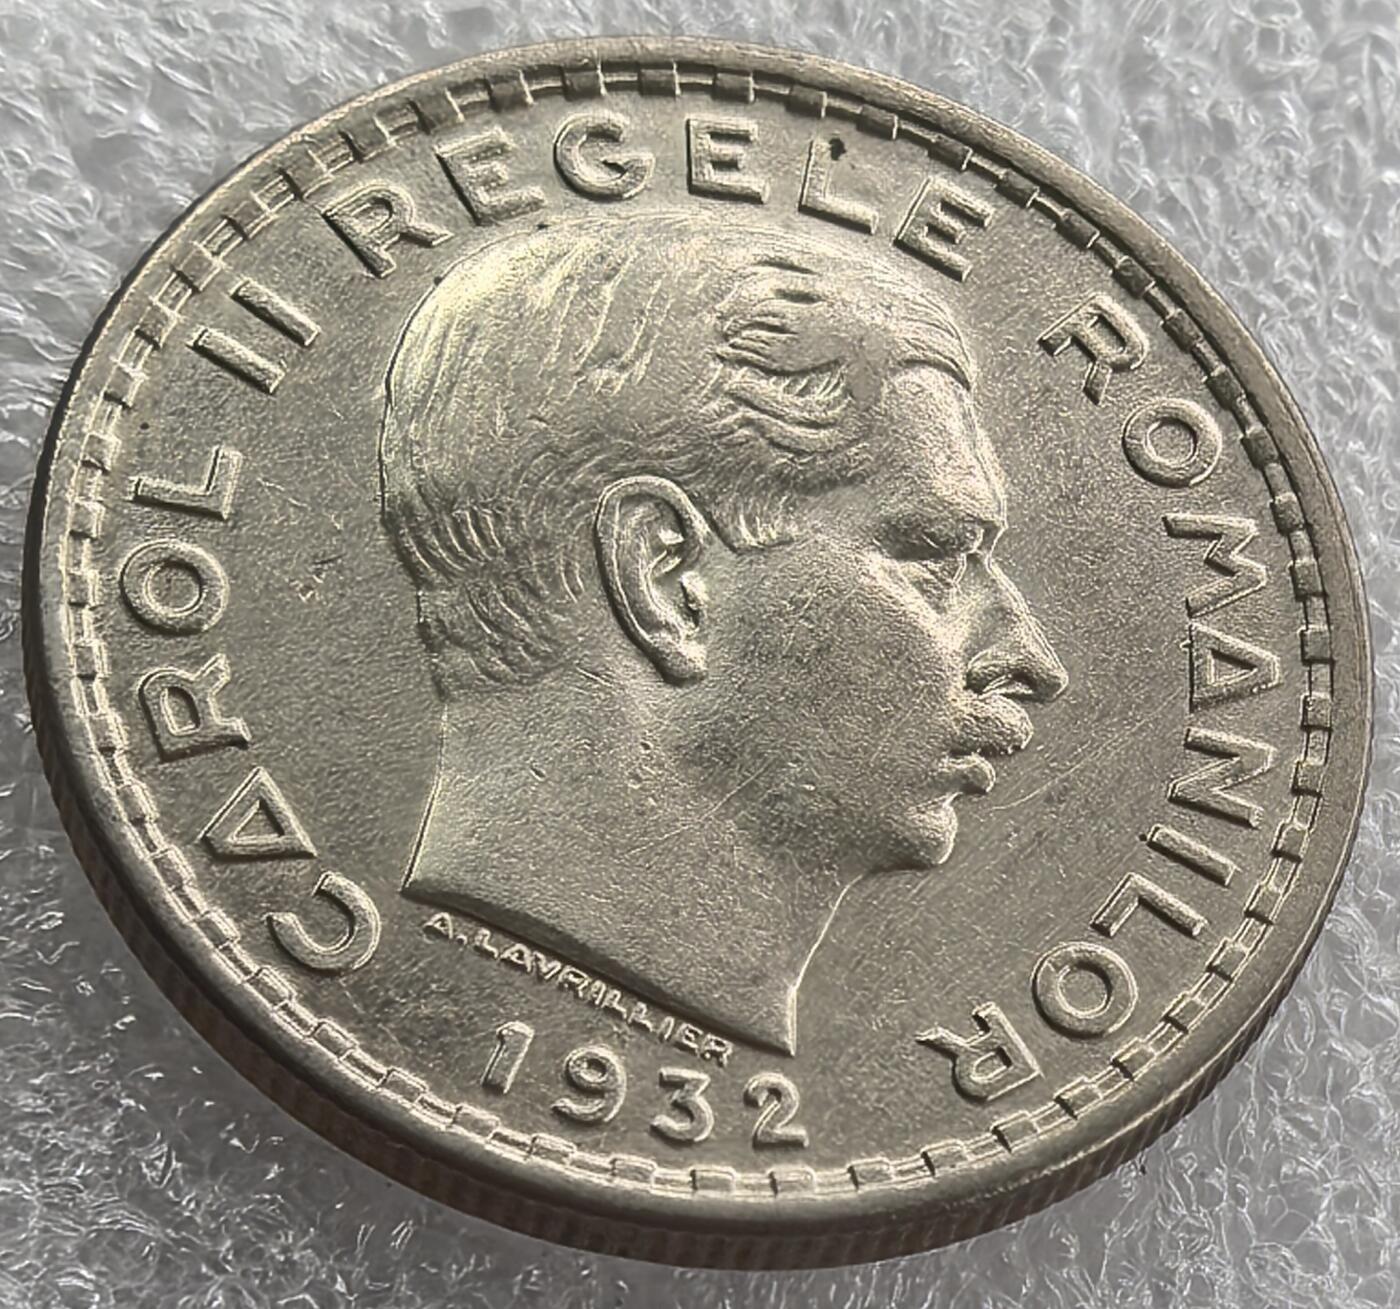 CAROL II REGELE ROMANILOR
A. LAVRILLIER
1932